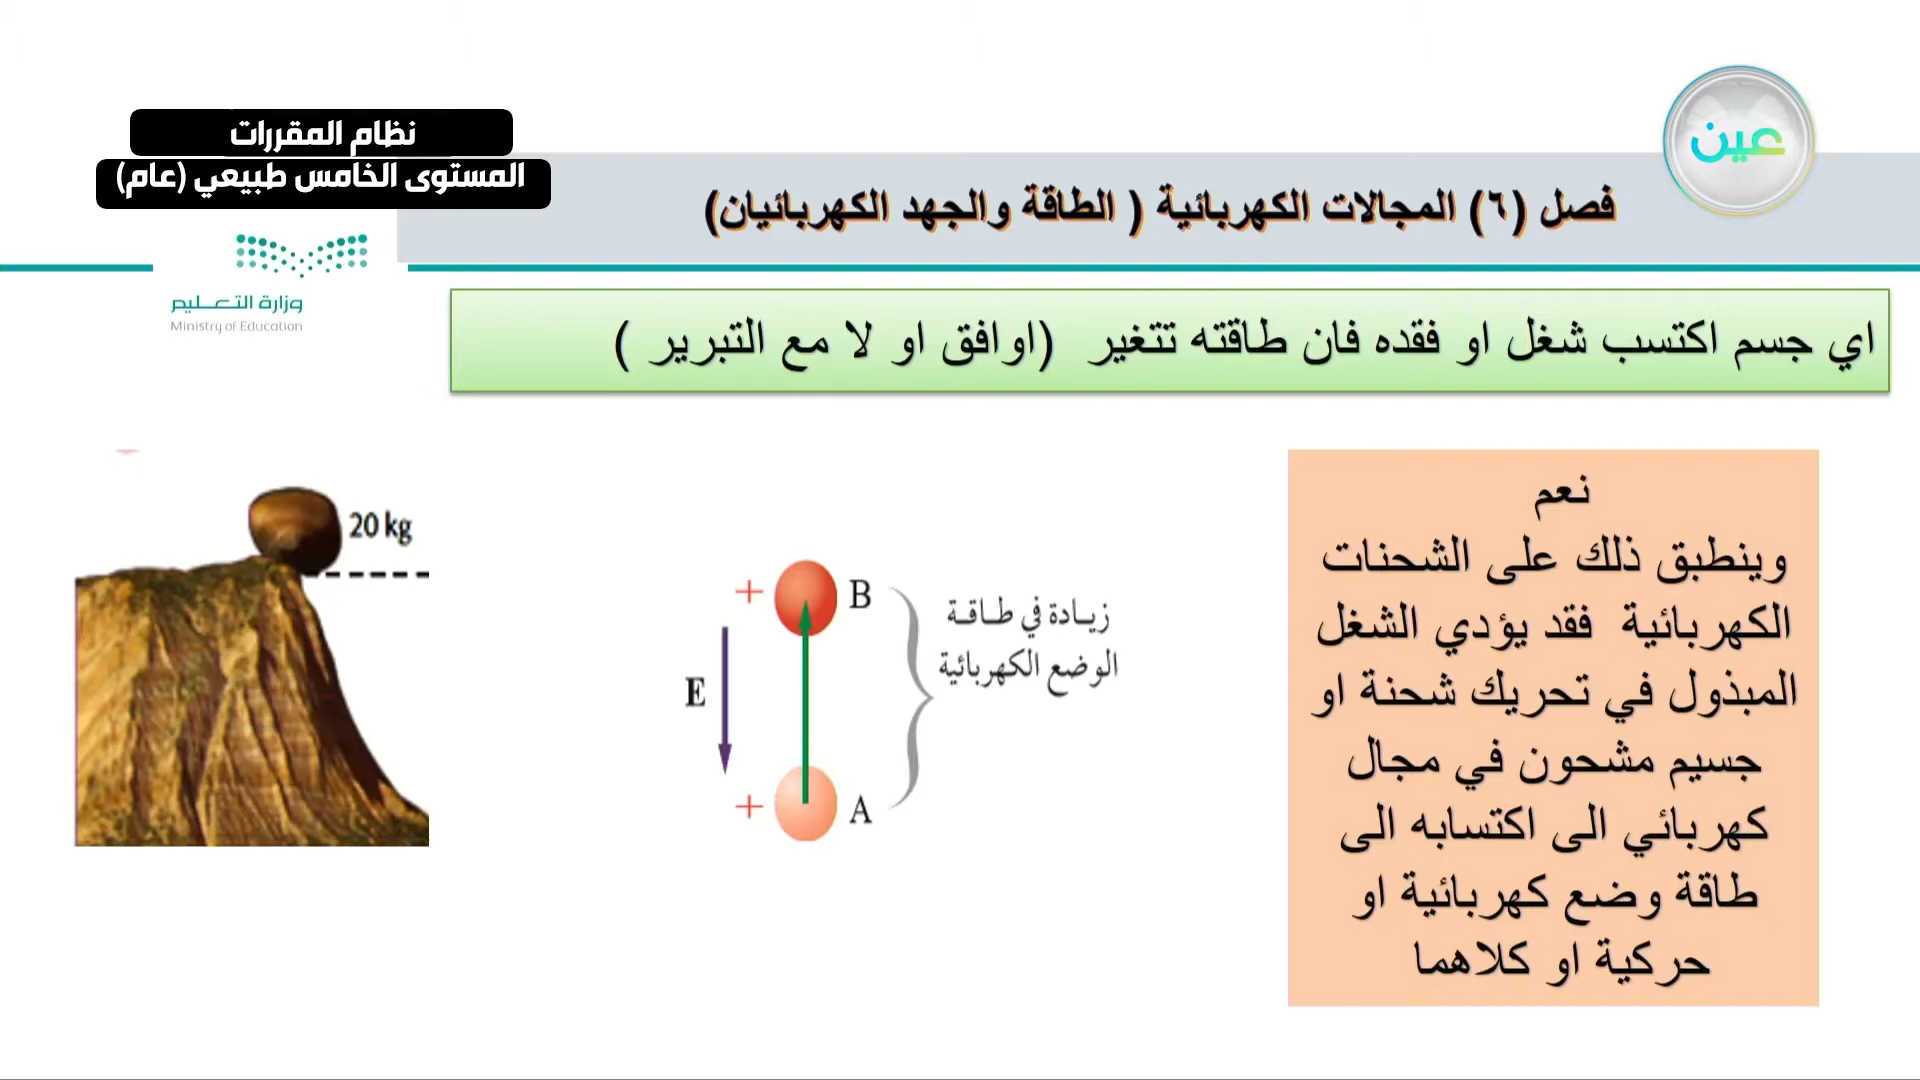 عين
نظام المقررات
المستوى الخامس طبيعي (عام)
فصل (٦) المجالات الكهربائية ( الطاقة والجهد الكهربائيان)
وزارة التعليم
Ministry of Education
اي جسم اكتسب شغل او فقده فان طاقته تتغير (اوافق او لا مع التبرير )
20 kg
+ B
E
+ A
زيادة في طاقة
الوضع الكهربائية
نعم
وينطبق ذلك على الشحنات
الكهربائية فقد يؤدي الشغل
المبذول في تحريك شحنة او
جسيم مشحون في مجال
كهربائي الى اكتسابه الى
طاقة وضع كهربائية او
حركية او كلاهما